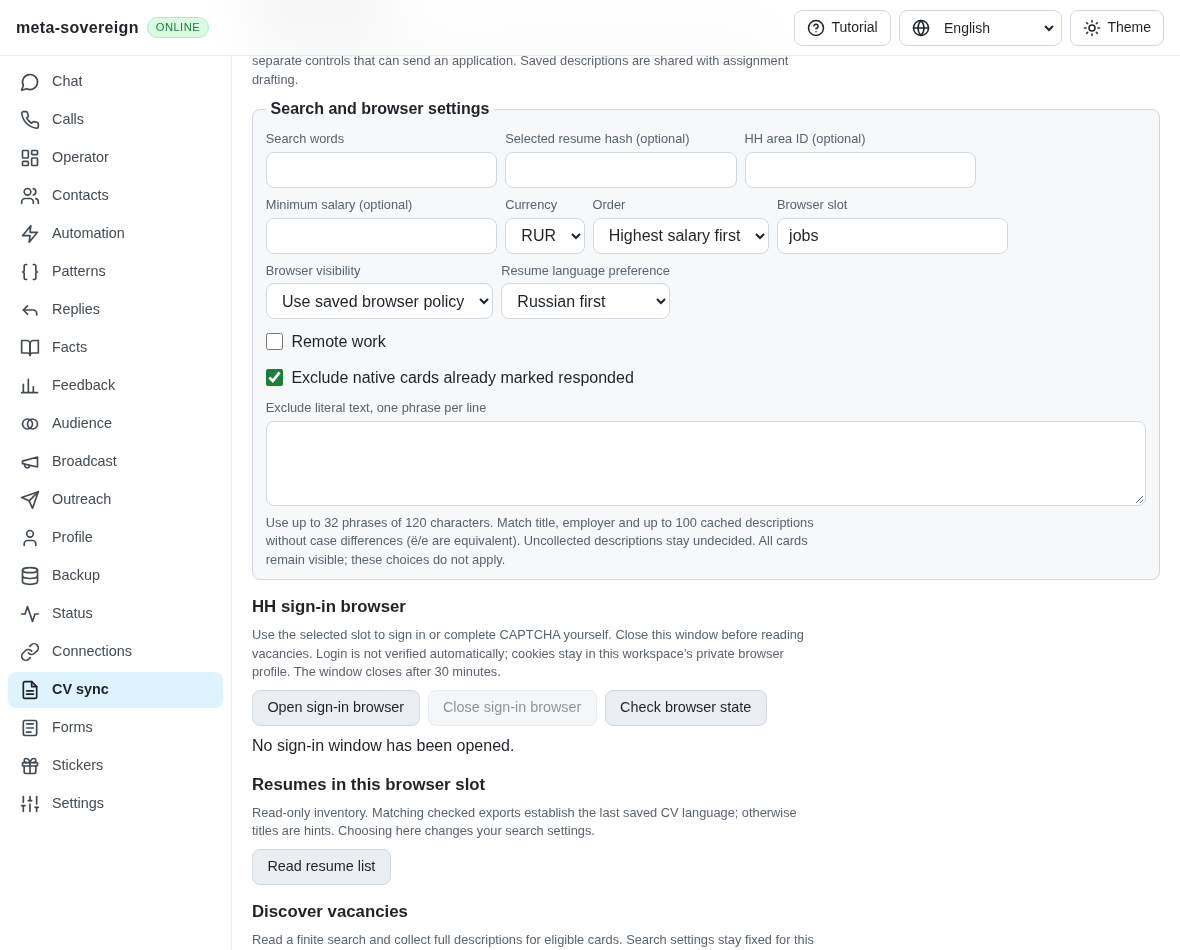 meta-sovereign ONLINE Tutorial English Theme
Chat
Calls
Operator
Contacts
Automation
Patterns
Replies
Facts
Feedback
Audience
Broadcast
Outreach
Profile
Backup
Status
Connections
CV sync
Forms
Stickers
Settings
separate controls that can send an application. Saved descriptions are shared with assignment
drafting.
Search and browser settings
Search words Selected resume hash (optional) HH area ID (optional)
Minimum salary (optional) Currency Order Browser slot
RUR Highest salary first jobs
Browser visibility Resume language preference
Use saved browser policy Russian first
Remote work
Exclude native cards already marked responded
Exclude literal text, one phrase per line
Use up to 32 phrases of 120 characters. Match title, employer and up to 100 cached descriptions
without case differences (ё/е are equivalent). Uncollected descriptions stay undecided. All cards
remain visible; these choices do not apply.
HH sign-in browser
Use the selected slot to sign in or complete CAPTCHA yourself. Close this window before reading
vacancies. Login is not verified automatically; cookies stay in this workspace's private browser
profile. The window closes after 30 minutes.
Open sign-in browser Close sign-in browser Check browser state
No sign-in window has been opened.
Resumes in this browser slot
Read-only inventory. Matching checked exports establish the last saved CV language; otherwise
titles are hints. Choosing here changes your search settings.
Read resume list
Discover vacancies
Read a finite search and collect full descriptions for eligible cards. Search settings stay fixed for this